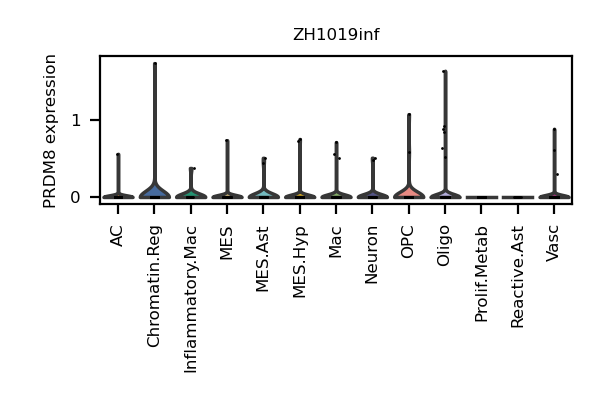 ZH1019inf
PRDM8 expression
1
0
AC
Chromatin.Reg
Inflammatory.Mac
MES
MES.Ast
MES.Hyp
Mac
Neuron
OPC
Oligo
Prolif.Metab
Reactive.Ast
Vasc